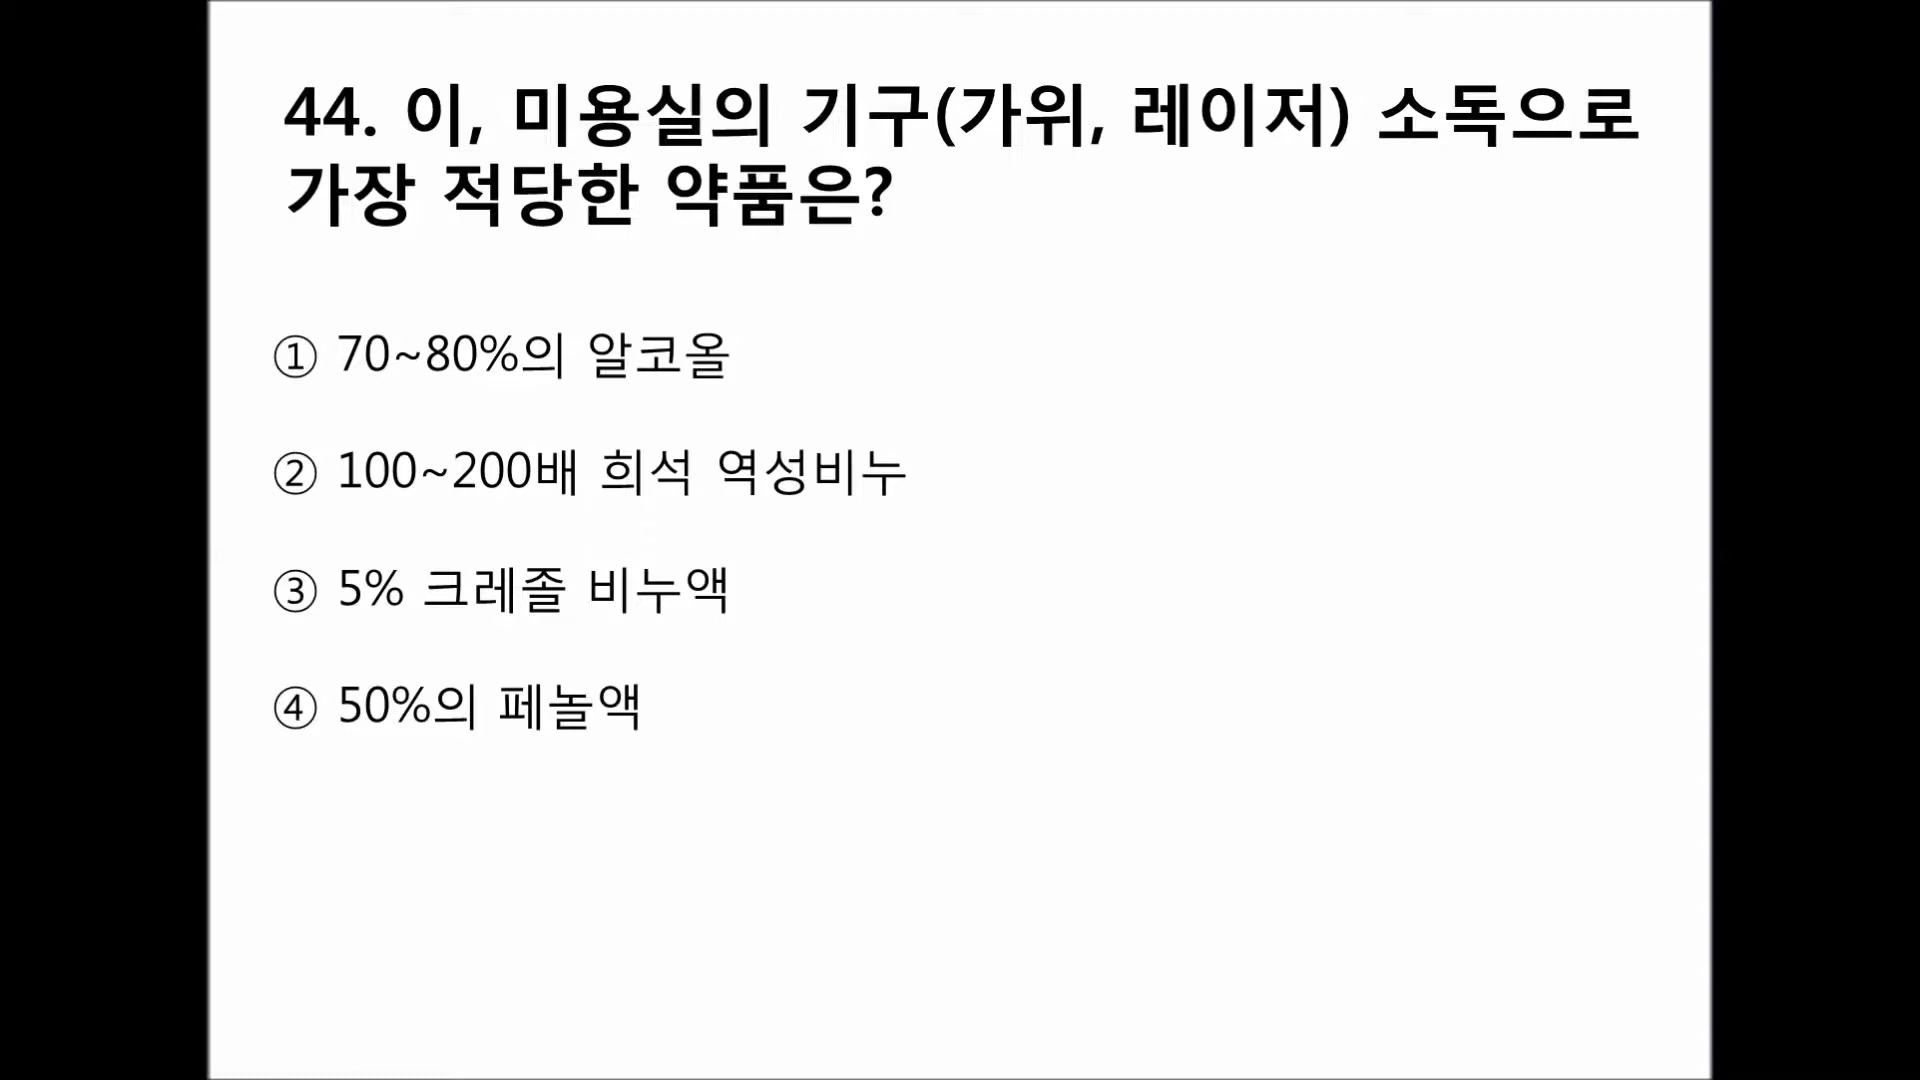 44. 이, 미용실의 기구(가위, 레이저) 소독으로
가장 적당한 약품은?
① 70~80%의 알코올
② 100~200배 희석 역성비누
③ 5% 크레졸 비누액
④ 50%의 페놀액